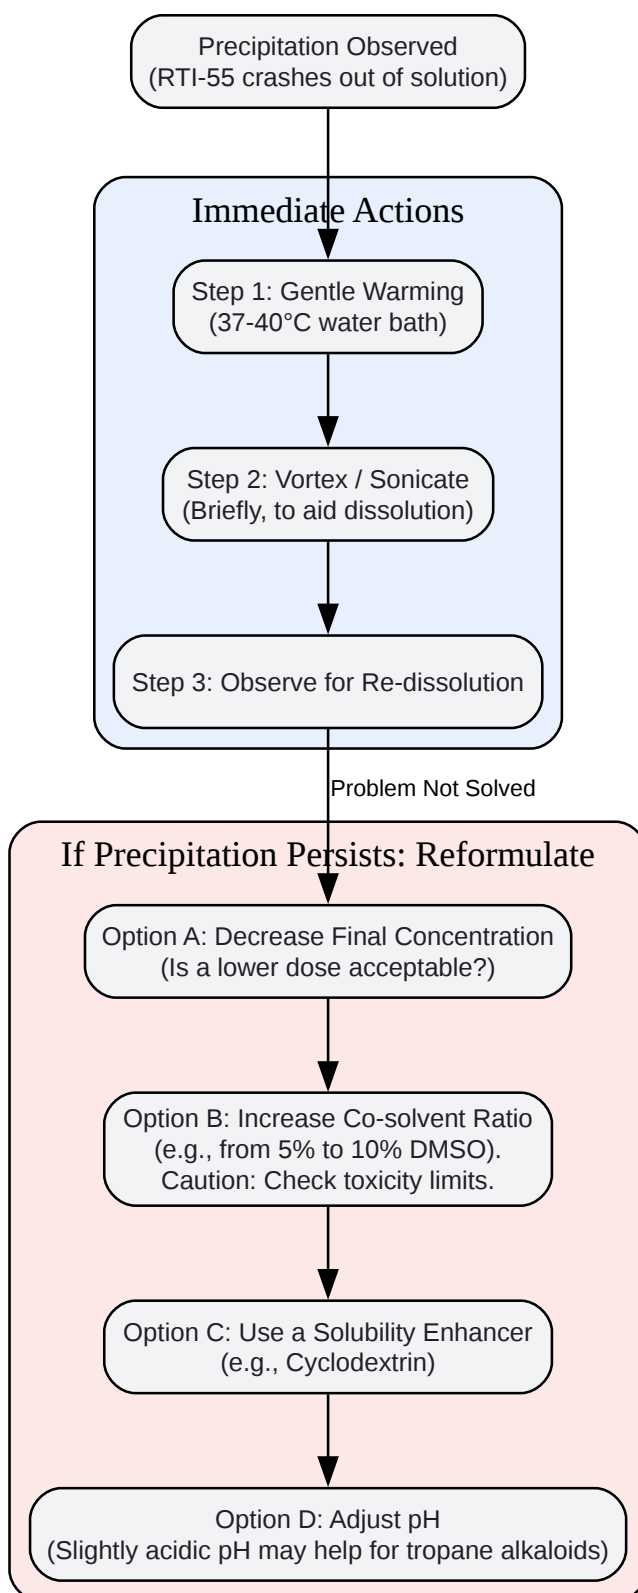 Precipitation Observed
(RTI-55 crashes out of solution)
Immediate Actions
Step 1: Gentle Warming
(37-40°C water bath)
Step 2: Vortex / Sonicate
(Briefly, to aid dissolution)
Step 3: Observe for Re-dissolution
Problem Not Solved
If Precipitation Persists: Reformulate
Option A: Decrease Final Concentration
(Is a lower dose acceptable?)
Option B: Increase Co-solvent Ratio
(e.g., from 5% to 10% DMSO).
Caution: Check toxicity limits.
Option C: Use a Solubility Enhancer
(e.g., Cyclodextrin)
Option D: Adjust pH
(Slightly acidic pH may help for tropane alkaloids)